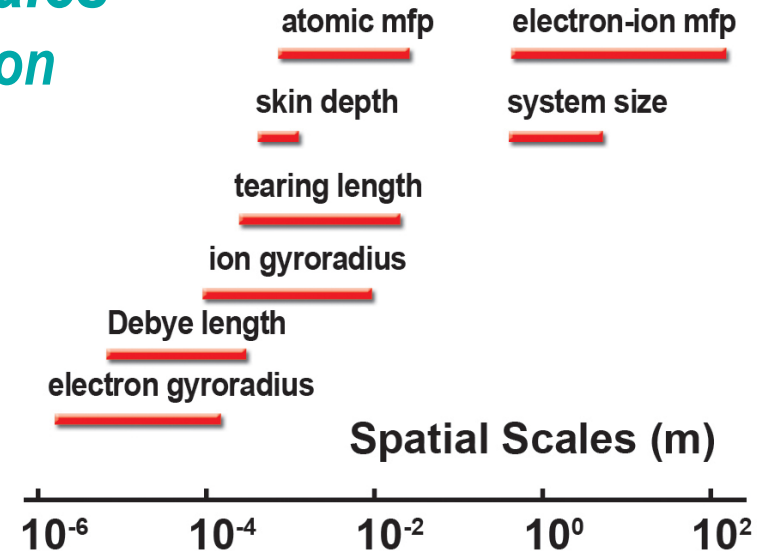 on
atomic mfp electron-ion mfp
skin depth system size
tearing length
ion gyroradius
Debye length
electron gyroradius
Spatial Scales (m)
10⁻⁶ 10⁻⁴ 10⁻² 10⁰ 10²